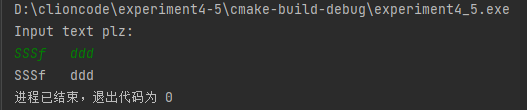 D:\clioncode\experiment4-5\cmake-build-debug\experiment4_5.exe
Input text plz:
SSSf   ddd
SSSf   ddd
进程已结束，退出代码为 0